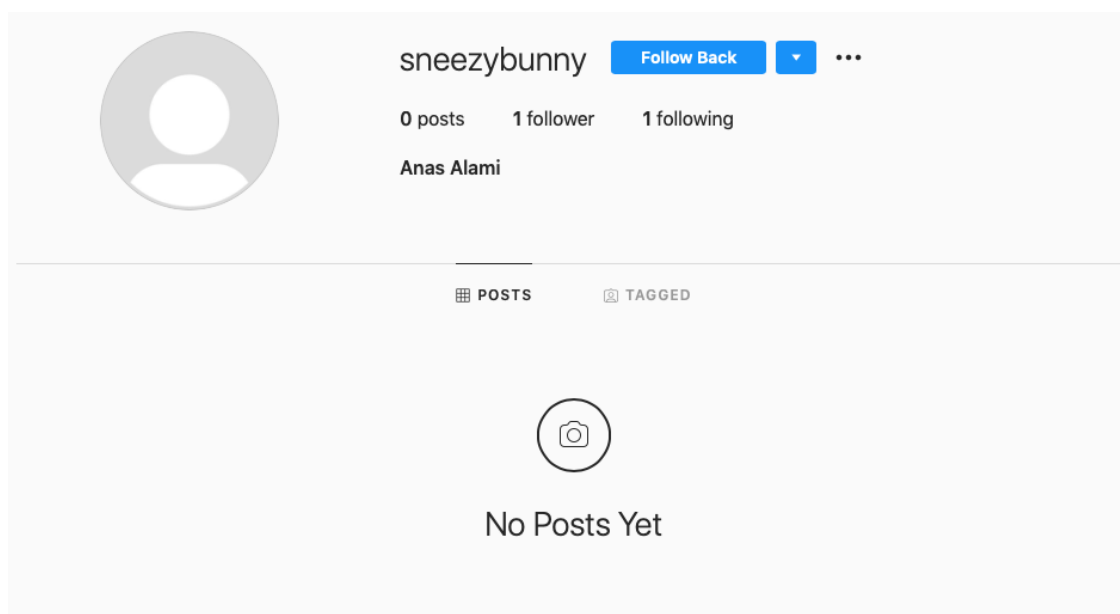 sneezybunny Follow Back
0 posts 1 follower 1 following
Anas Alami
POSTS TAGGED
No Posts Yet